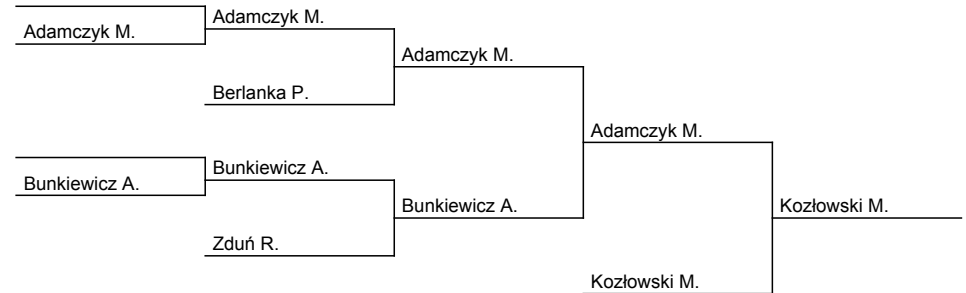 Adamczyk M.
Adamczyk M.
Adamczyk M.
Berlanka P.
Adamczyk M.
Bunkiewicz A.
Bunkiewicz A.
Bunkiewicz A.
Kozłowski M.
Zduń R.
Kozłowski M.